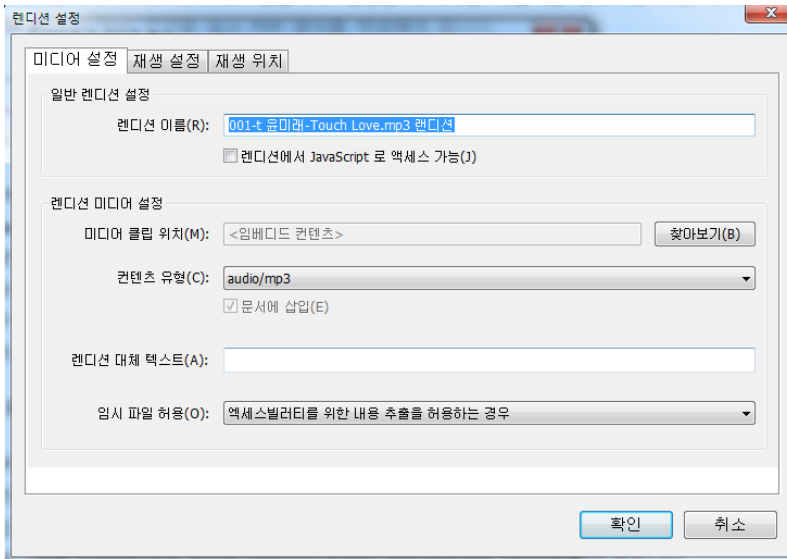 렌디션 설정
미디어 설정 재생 설정 재생 위치
일반 렌디션 설정
렌디션 이름(R): 001-t 윤미래-Touch Love.mp3 랜디션
렌디션에서 JavaScript 로 액세스 가능(J)
렌디션 미디어 설정
미디어 클립 위치(M): <임베디드 컨텐츠> 찾아보기(B)
컨텐츠 유형(C): audio/mp3
문서에 삽입(E)
렌디션 대체 텍스트(A):
임시 파일 허용(O): 엑세스빌러티를 위한 내용 추출을 허용하는 경우
확인 취소